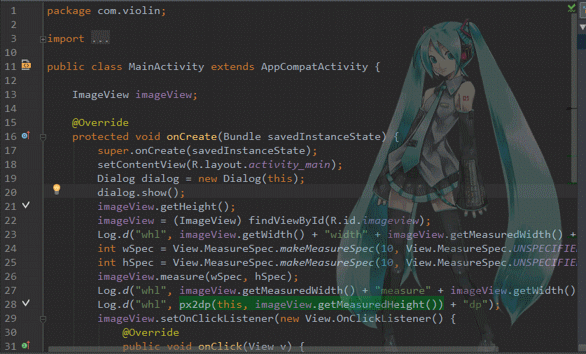 1 package com.violin;
2
3 import ...
10
11 public class MainActivity extends AppCompatActivity {
12
13 ImageView imageView;
14
15 @Override
16 protected void onCreate(Bundle savedInstanceState) {
17 super.onCreate(savedInstanceState);
18 setContentView(R.layout.activity_main);
19 Dialog dialog = new Dialog(this);
20 dialog.show();
21 imageView.getHeight();
22 imageView = (ImageView) findViewById(R.id.imageview);
23 Log.d("whl", imageView.getWidth() + "width" + imageView.getMeasuredWidth() +
24 int wSpec = View.MeasureSpec.makeMeasureSpec(10, View.MeasureSpec.UNSPECIFIE
25 int hSpec = View.MeasureSpec.makeMeasureSpec(10, View.MeasureSpec.UNSPECIFIE
26 imageView.measure(wSpec, hSpec);
27 Log.d("whl", imageView.getMeasuredWidth() + "measure" + imageView.getWidth()
28 Log.d("whl", px2dp(this, imageView.getMeasuredHeight()) + "dp");
29 imageView.setOnClickListener(new View.OnClickListener() {
30 @Override
31 public void onClick(View v) {